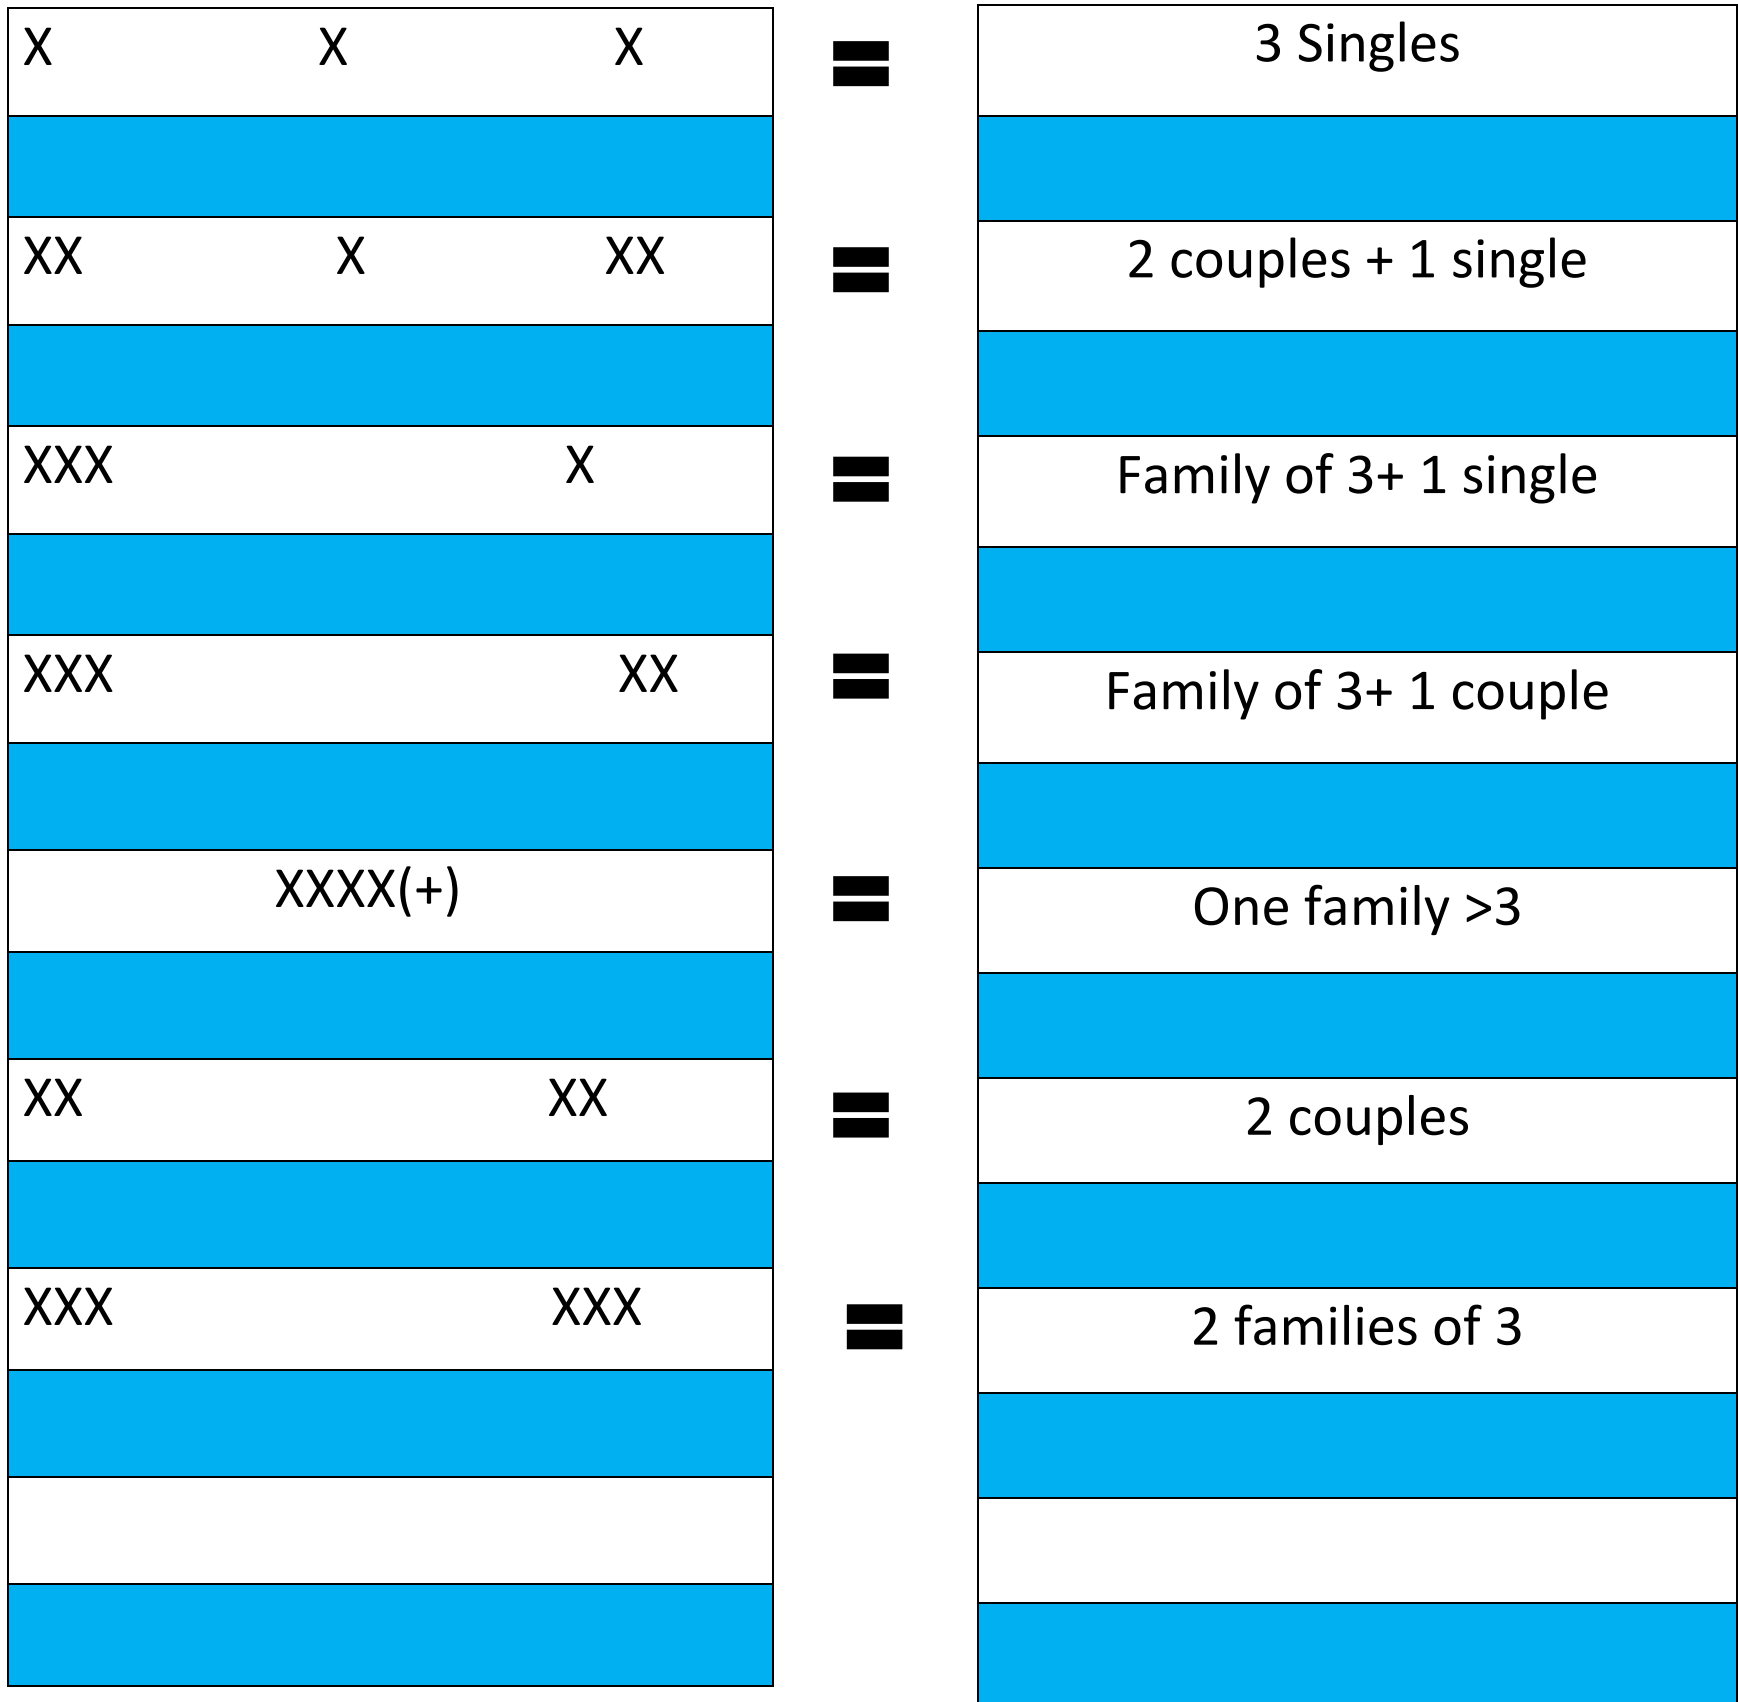 X X X = 3 Singles
XX X XX = 2 couples + 1 single
XXX X = Family of 3+ 1 single
XXX XX = Family of 3+ 1 couple
XXXX(+) = One family >3
XX XX = 2 couples
XXX XXX = 2 families of 3